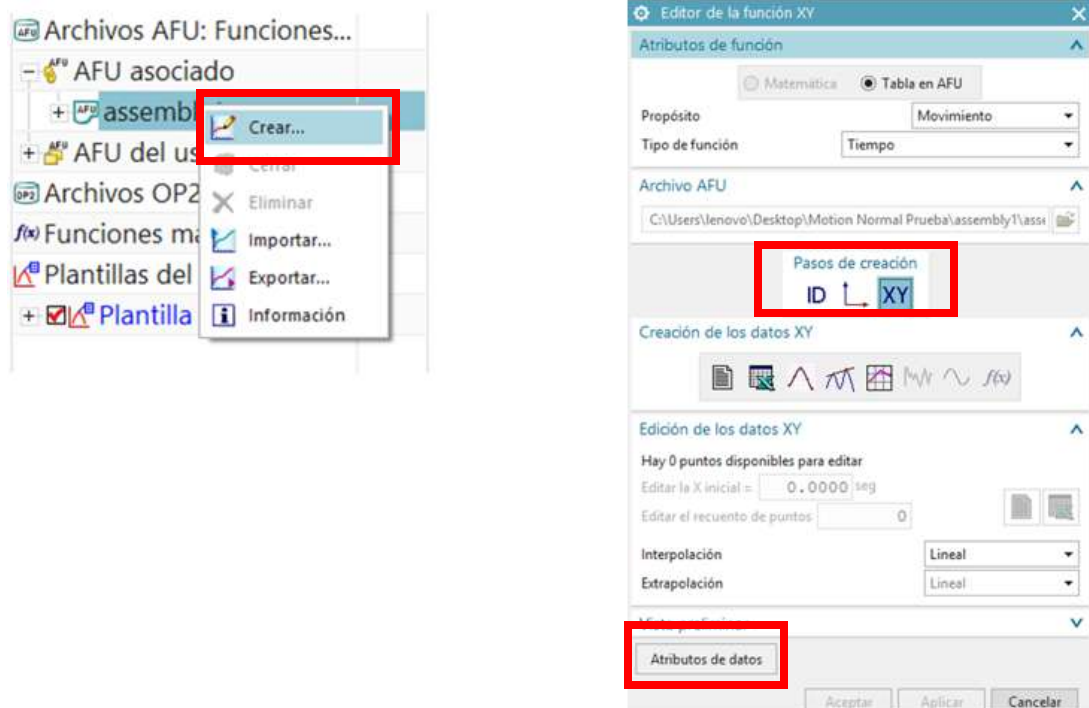 Archivos AFU: Funciones...
AFU asociado
assembl
Crear...
AFU del us
Cerrar
Archivos OP2
Eliminar
f(x) Funciones ma
Importar...
Plantillas del
Exportar...
Plantilla
Información
Editor de la función XY
Atributos de función
Matemática
Tabla en AFU
Propósito
Movimiento
Tipo de función
Tiempo
Archivo AFU
C:\Users\lenovo\Desktop\Motion Normal Prueba\assembly1\asse
Pasos de creación
ID XY
Creación de los datos XY
f(x)
Edición de los datos XY
Hay 0 puntos disponibles para editar
Editar la X inicial = 0.0000 seg
Editar el recuento de puntos 0
Interpolación
Lineal
Extrapolación
Lineal
Atributos de datos
Aceptar
Aplicar
Cancelar